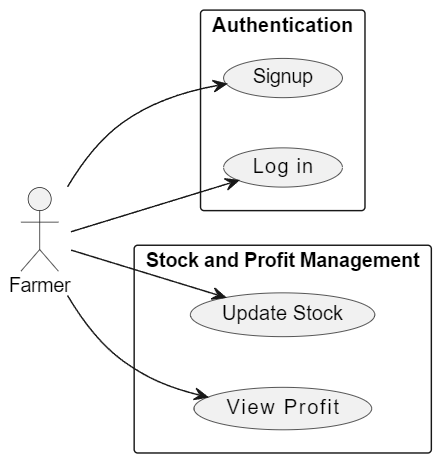 Authentication
Signup
Log in
Farmer
Stock and Profit Management
Update Stock
View Profit